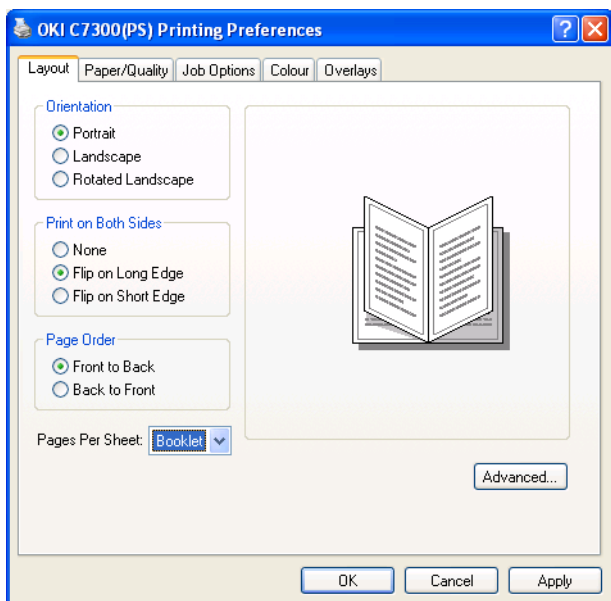 OKI C7300(PS) Printing Preferences
Layout Paper/Quality Job Options Colour Overlays
Orientation
Portrait
Landscape
Rotated Landscape
Print on Both Sides
None
Flip on Long Edge
Flip on Short Edge
Page Order
Front to Back
Back to Front
Pages Per Sheet: Booklet
Advanced...
OK Cancel Apply